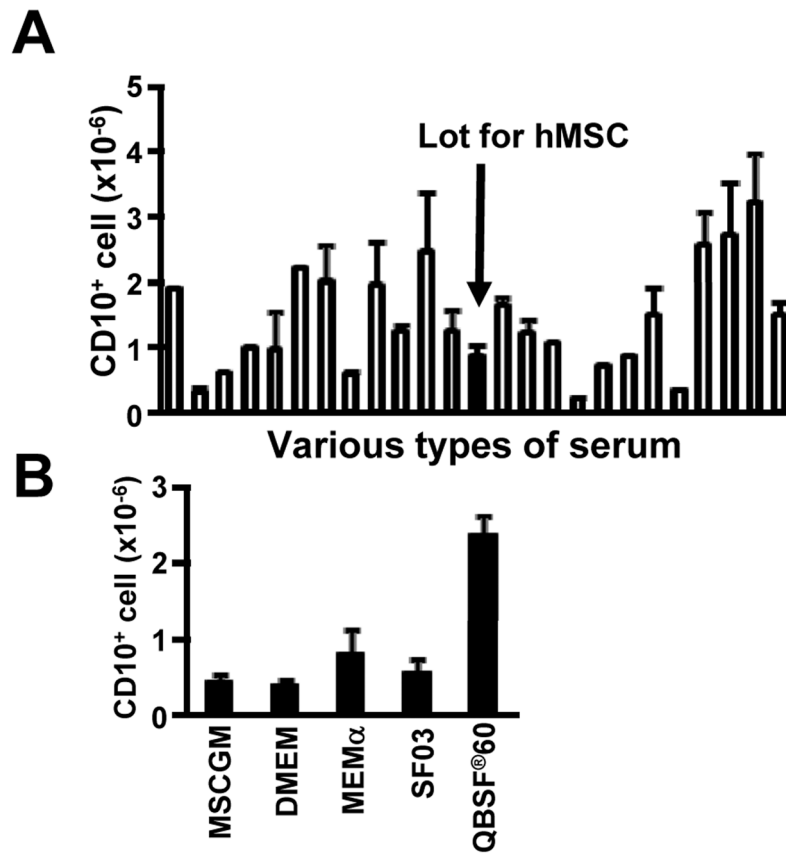 A
CD10⁺ cell (x10⁻⁶)
5
4
3
2
1
0
Lot for hMSC
Various types of serum
B
CD10⁺ cell (x10⁻⁶)
3
2
1
0
MSCGM
DMEM
MEMα
SF03
QBSF®60